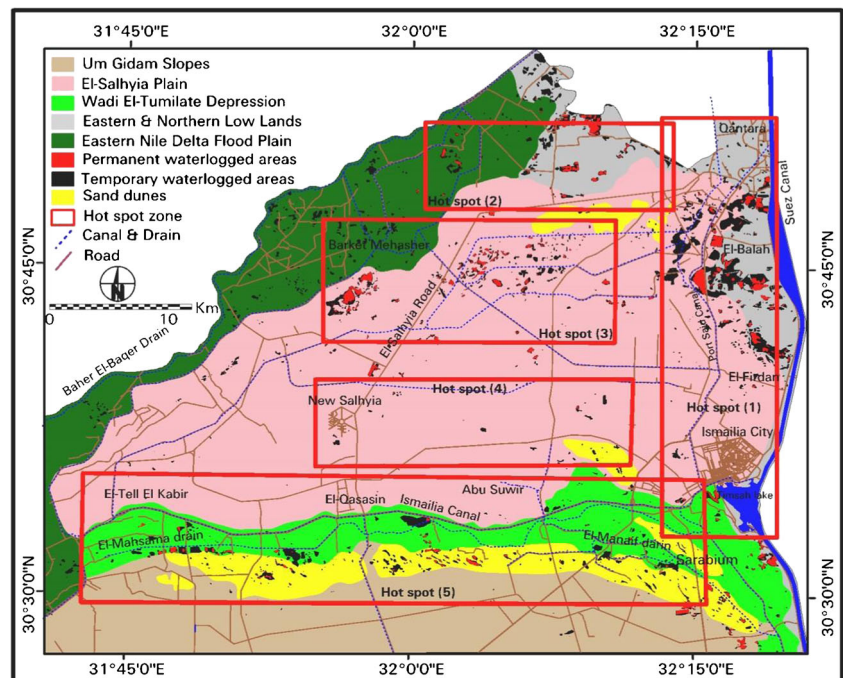 31°45'0"E
32°0'0"E
32°15'0"E
Um Gidam Slopes
El-Salhyia Plain
Wadi El-Tumilate Depression
Eastern & Northern Low Lands
Eastern Nile Delta Flood Plain
Permanent waterlogged areas
Temporary waterlogged areas
Sand dunes
Hot spot zone
Canal & Drain
Road
N
0 10 Km
Qantara
Suez Canal
Hot spot (2)
Barket Mehasher
El-Balah
30°45'0"N
30°45'0"N
El-Salhyia Road
Port Said Canal
Hot spot (3)
Baher El-Baqer Drain
El-Firdan
Hot spot (4)
New Salhyia
Hot spot (1)
Ismailia City
El-Tell El Kabir
El-Qasasin
Abu Suwir
Ismailia Canal
Timsah lake
El-Mahsama drain
El-Manaif darin
Sarabium
Hot spot (5)
30°30'0"N
30°30'0"N
31°45'0"E
32°0'0"E
32°15'0"E